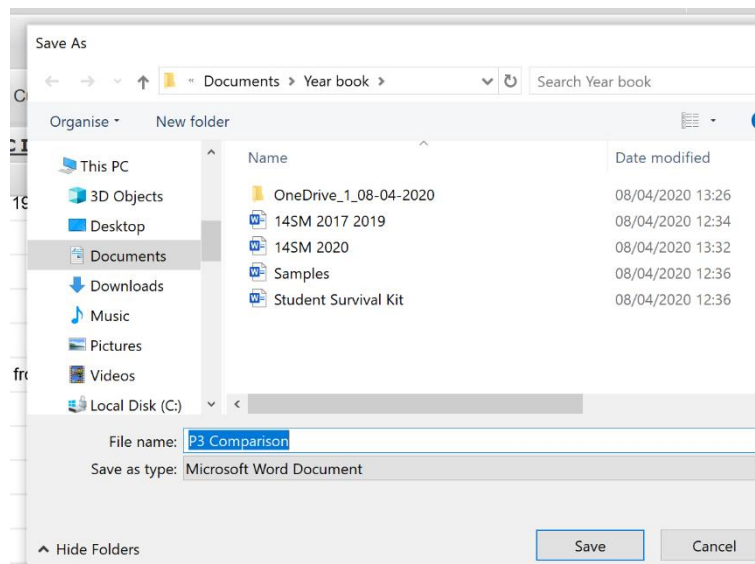 Save As
« Documents > Year book >
Search Year book
Organise
New folder
This PC
3D Objects
Desktop
Documents
Downloads
Music
Pictures
Videos
Local Disk (C:)
Name Date modified
OneDrive_1_08-04-2020 08/04/2020 13:26
14SM 2017 2019 08/04/2020 12:34
14SM 2020 08/04/2020 13:32
Samples 08/04/2020 12:36
Student Survival Kit 08/04/2020 12:36
File name: P3 Comparison
Save as type: Microsoft Word Document
Hide Folders
Save
Cancel